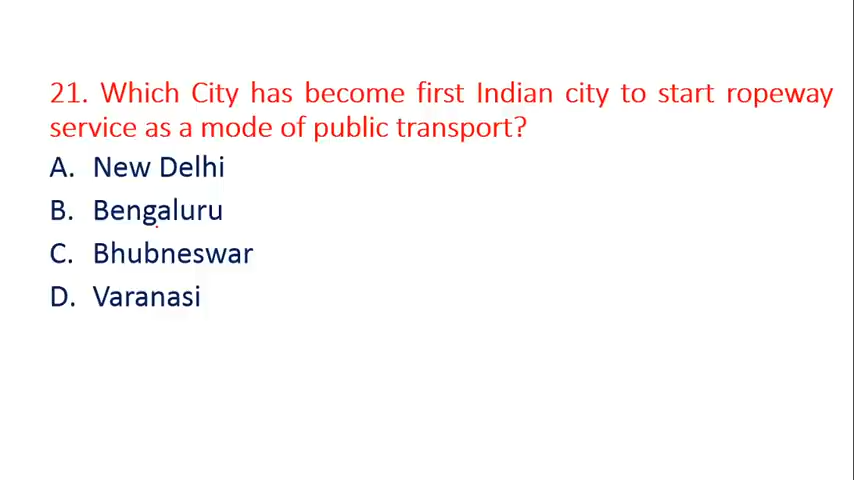 21. Which City has become first Indian city to start ropeway
service as a mode of public transport?
A. New Delhi
B. Bengaluru
C. Bhubneswar
D. Varanasi